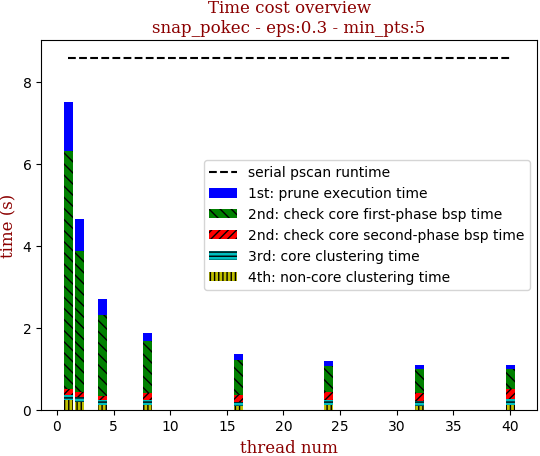 Time cost overview
snap_pokec - eps:0.3 - min_pts:5
time (s)
8
6
4
2
0
serial pscan runtime
1st: prune execution time
2nd: check core first-phase bsp time
2nd: check core second-phase bsp time
3rd: core clustering time
4th: non-core clustering time
0 5 10 15 20 25 30 35 40
thread num